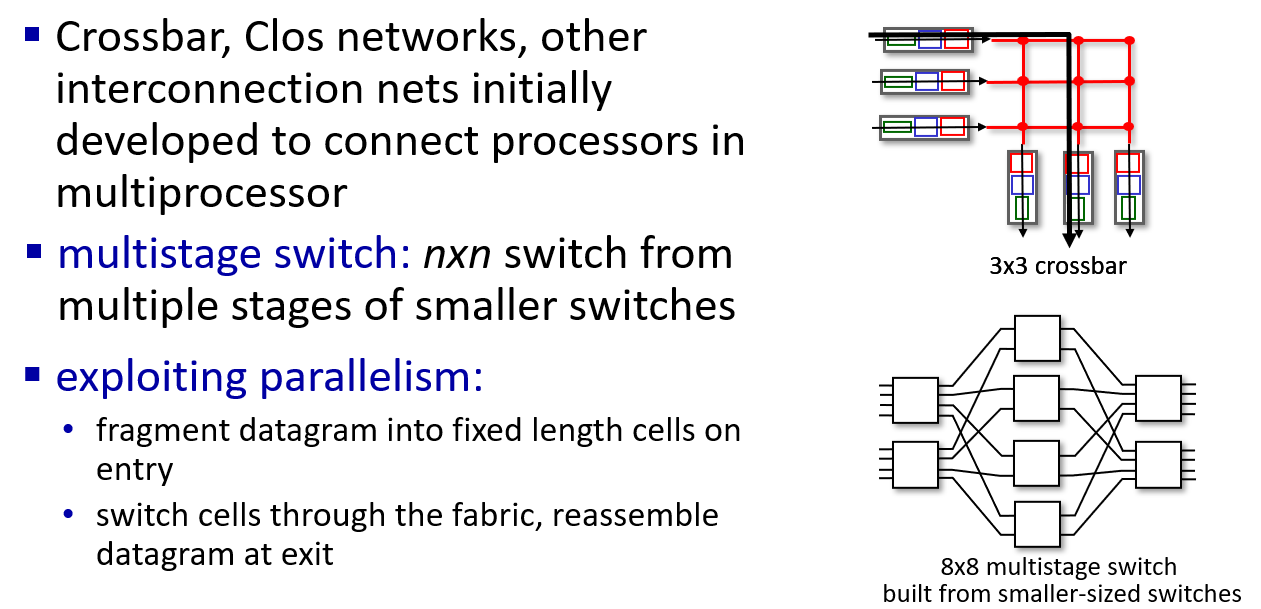 Crossbar, Clos networks, other
interconnection nets initially
developed to connect processors in
multiprocessor
multistage switch: nxn switch from
multiple stages of smaller switches
exploiting parallelism:
fragment datagram into fixed length cells on
entry
switch cells through the fabric, reassemble
datagram at exit
3x3 crossbar
8x8 multistage switch
built from smaller-sized switches